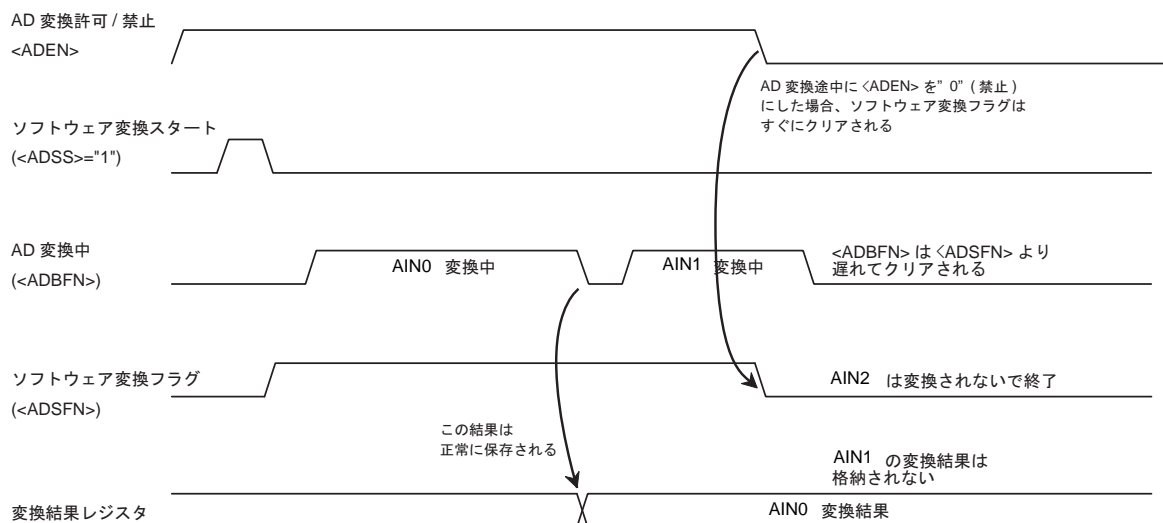 AD 変換許可 / 禁止
<ADEN>
AD 変換途中に <ADEN> を" 0" ( 禁止 )
にした場合、ソフトウェア変換フラグは
すぐにクリアされる
ソフトウェア変換スタート
(<ADSS>="1")
AD 変換中
(<ADBFN>)
AIN0 変換中
AIN1 変換中
<ADBFN> は <ADSFN> より
遅れてクリアされる
ソフトウェア変換フラグ
(<ADSFN>)
AIN2 は変換されないで終了
この結果は
正常に保存される
AIN1 の変換結果は
格納されない
変換結果レジスタ
AIN0 変換結果